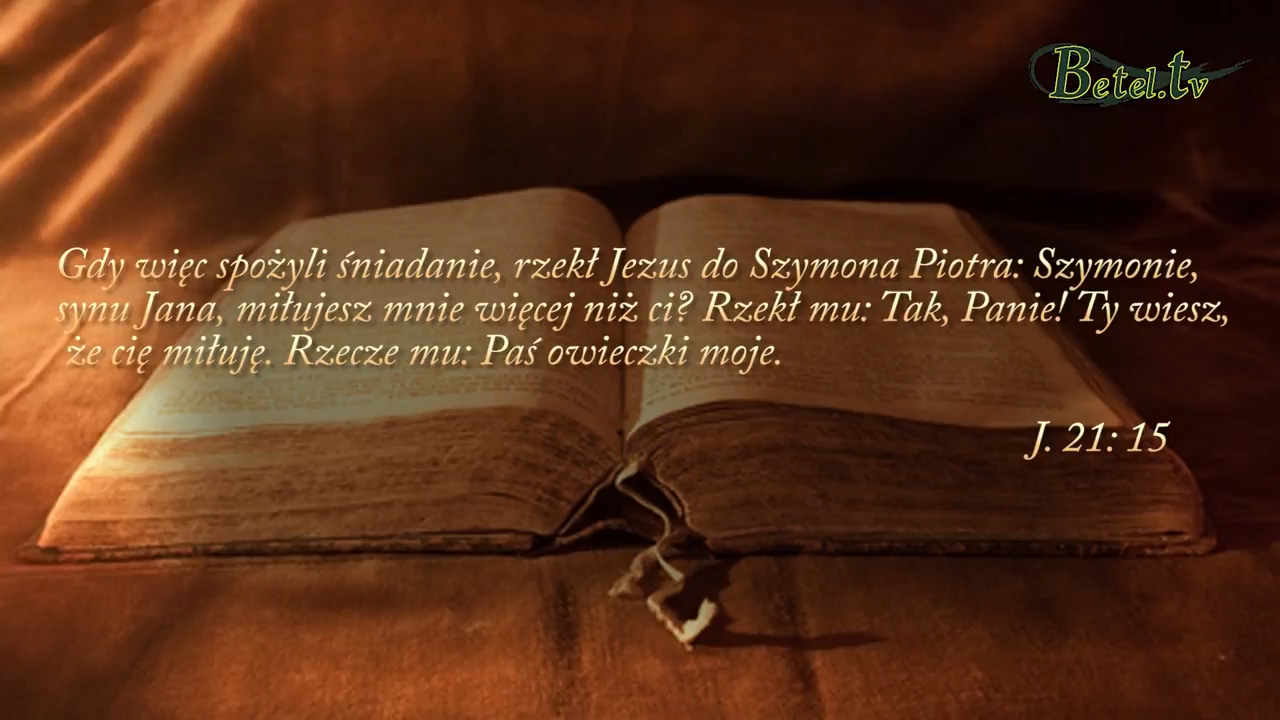 Betel.tv
Gdy więc spożyli śniadanie, rzekł Jezus do Szymona Piotra: Szymonie,
synu Jana, miłujesz mnie więcej niż ci? Rzekł mu: Tak, Panie! Ty wiesz,
że cię miłuję. Rzecze mu: Paś owieczki moje.
J. 21: 15